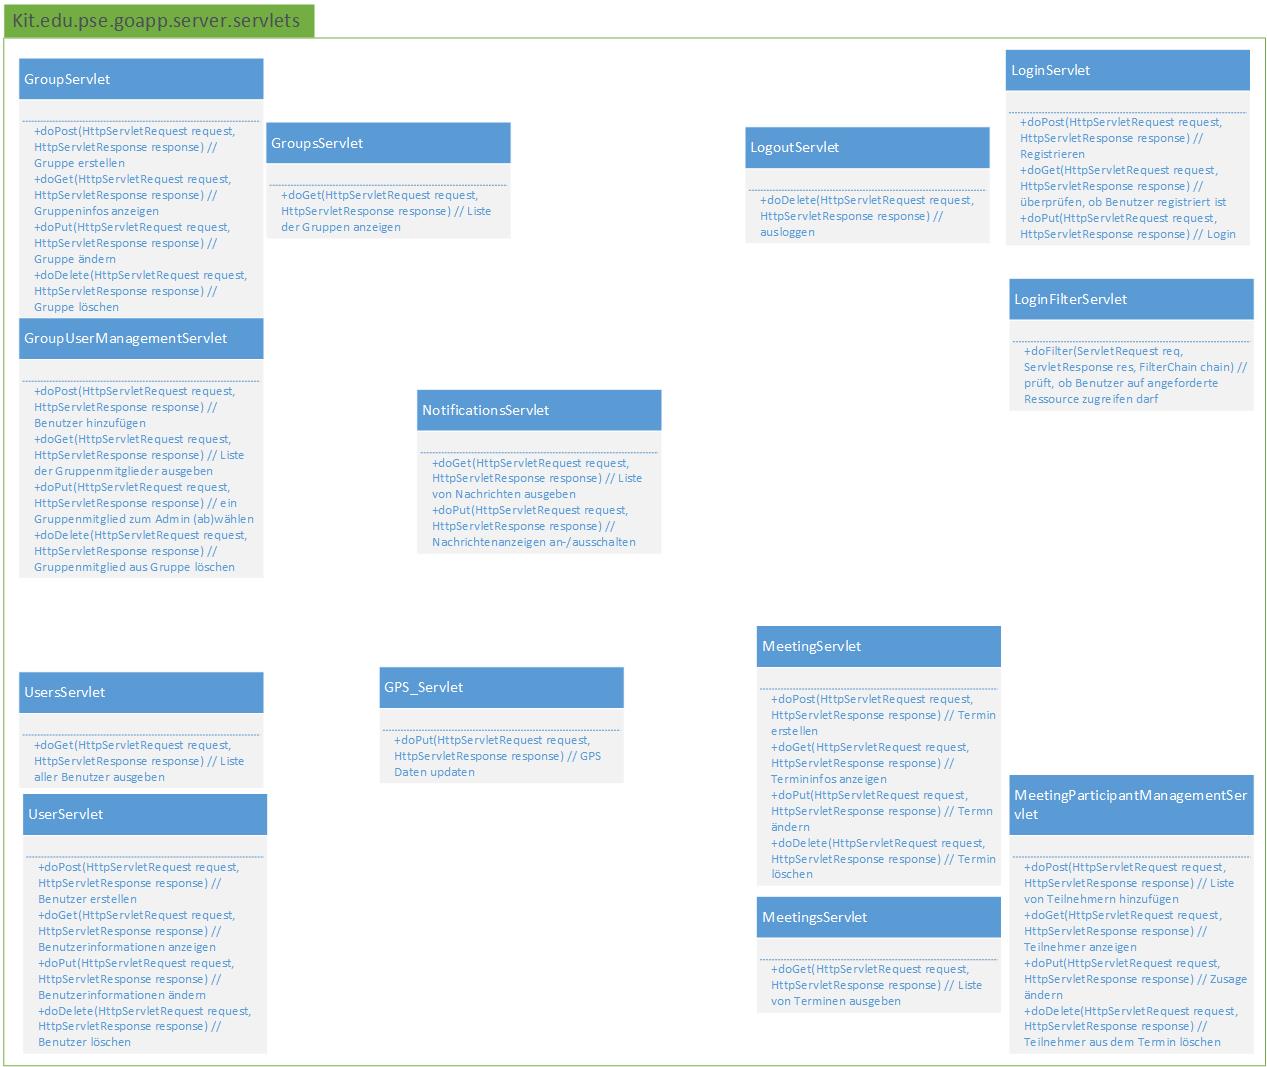 Kit.edu.pse.goapp.server.servlets
GroupServlet
+doPost(HttpServletRequest request,
HttpServletResponse response) //
Gruppe erstellen
+doGet(HttpServletRequest request,
HttpServletResponse response) //
Gruppeninfos anzeigen
+doPut(HttpServletRequest request,
HttpServletResponse response) //
Gruppe ändern
+doDelete(HttpServletRequest request,
HttpServletResponse response) //
Gruppe löschen
GroupsServlet
+doGet(HttpServletRequest request,
HttpServletResponse response) // Liste
der Gruppen anzeigen
LogoutServlet
+doDelete(HttpServletRequest request,
HttpServletResponse response) //
ausloggen
LoginServlet
+doPost(HttpServletRequest request,
HttpServletResponse response) //
Registrieren
+doGet(HttpServletRequest request,
HttpServletResponse response) //
überprüfen, ob Benutzer registriert ist
+doPut(HttpServletRequest request,
HttpServletResponse response) // Login
LoginFilterServlet
+doFilter(ServletRequest req,
ServletResponse res, FilterChain chain) //
prüft, ob Benutzer auf angeforderte
Ressource zugreifen darf
GroupUserManagementServlet
+doPost(HttpServletRequest request,
HttpServletResponse response) //
Benutzer hinzufügen
+doGet(HttpServletRequest request,
HttpServletResponse response) // Liste
der Gruppenmitglieder ausgeben
+doPut(HttpServletRequest request,
HttpServletResponse response) // ein
Gruppenmitglied zum Admin (ab)wählen
+doDelete(HttpServletRequest request,
HttpServletResponse response) //
Gruppenmitglied aus Gruppe löschen
NotificationsServlet
+doGet(HttpServletRequest request,
HttpServletResponse response) // Liste
von Nachrichten ausgeben
+doPut(HttpServletRequest request,
HttpServletResponse response) //
Nachrichtenanzeigen an-/ausschalten
UsersServlet
+doGet(HttpServletRequest request,
HttpServletResponse response) // Liste
aller Benutzer ausgeben
UserServlet
+doPost(HttpServletRequest request,
HttpServletResponse response) //
Benutzer erstellen
+doGet(HttpServletRequest request,
HttpServletResponse response) //
Benutzerinformationen anzeigen
+doPut(HttpServletRequest request,
HttpServletResponse response) //
Benutzerinformationen ändern
+doDelete(HttpServletRequest request,
HttpServletResponse response) //
Benutzer löschen
GPS_Servlet
+doPut(HttpServletRequest request,
HttpServletResponse response) // GPS
Daten updaten
MeetingServlet
+doPost(HttpServletRequest request,
HttpServletResponse response) // Termin
erstellen
+doGet(HttpServletRequest request,
HttpServletResponse response) //
Termininfos anzeigen
+doPut(HttpServletRequest request,
HttpServletResponse response) // Termn
ändern
+doDelete(HttpServletRequest request,
HttpServletResponse response) // Termin
löschen
MeetingsServlet
+doGet(HttpServletRequest request,
HttpServletResponse response) // Liste
von Terminen ausgeben
MeetingParticipantManagementSer
vlet
+doPost(HttpServletRequest request,
HttpServletResponse response) // Liste
von Teilnehmern hinzufügen
+doGet(HttpServletRequest request,
HttpServletResponse response) //
Teilnehmer anzeigen
+doPut(HttpServletRequest request,
HttpServletResponse response) // Zusage
ändern
+doDelete(HttpServletRequest request,
HttpServletResponse response) //
Teilnehmer aus dem Termin löschen